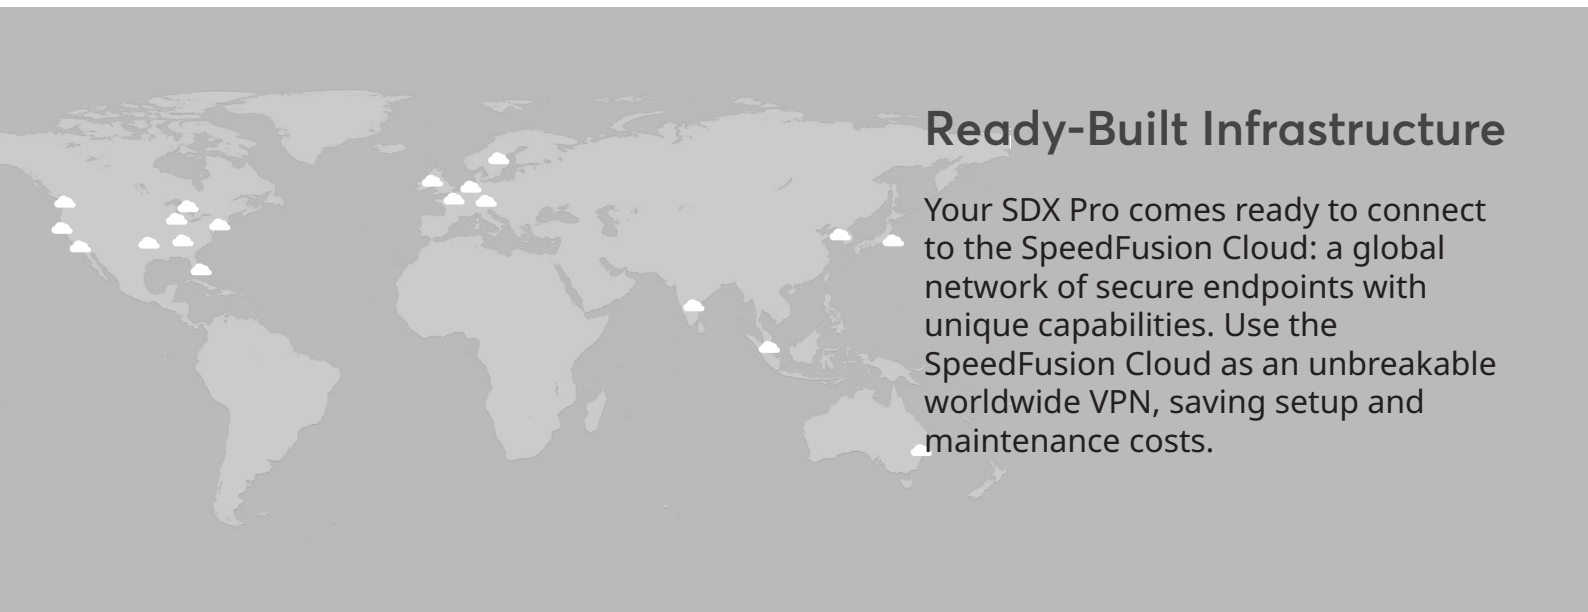 Ready-Built Infrastructure
Your SDX Pro comes ready to connect
to the SpeedFusion Cloud: a global
network of secure endpoints with
unique capabilities. Use the
SpeedFusion Cloud as an unbreakable
worldwide VPN, saving setup and
maintenance costs.